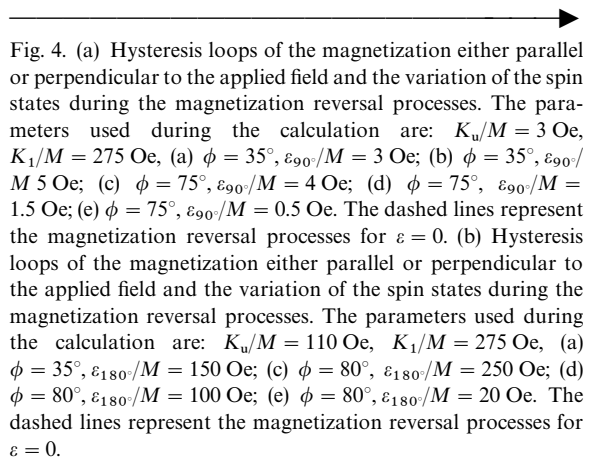 Fig. 4. (a) Hysteresis loops of the magnetization either parallel
or perpendicular to the applied field and the variation of the spin
states during the magnetization reversal processes. The para-
meters used during the calculation are: Kᵤ/M = 3 Oe,
K₁/M = 275 Oe, (a) ϕ = 35°, ε₉₀°/M = 3 Oe; (b) ϕ = 35°, ε₉₀°/
M 5 Oe; (c) ϕ = 75°, ε₉₀°/M = 4 Oe; (d) ϕ = 75°, ε₉₀°/M =
1.5 Oe; (e) ϕ = 75°, ε₉₀°/M = 0.5 Oe. The dashed lines represent
the magnetization reversal processes for ε = 0. (b) Hysteresis
loops of the magnetization either parallel or perpendicular to
the applied field and the variation of the spin states during the
magnetization reversal processes. The parameters used during
the calculation are: Kᵤ/M = 110 Oe, K₁/M = 275 Oe, (a)
ϕ = 35°, ε₁₈₀°/M = 150 Oe; (c) ϕ = 80°, ε₁₈₀°/M = 250 Oe; (d)
ϕ = 80°, ε₁₈₀°/M = 100 Oe; (e) ϕ = 80°, ε₁₈₀°/M = 20 Oe. The
dashed lines represent the magnetization reversal processes for
ε = 0.